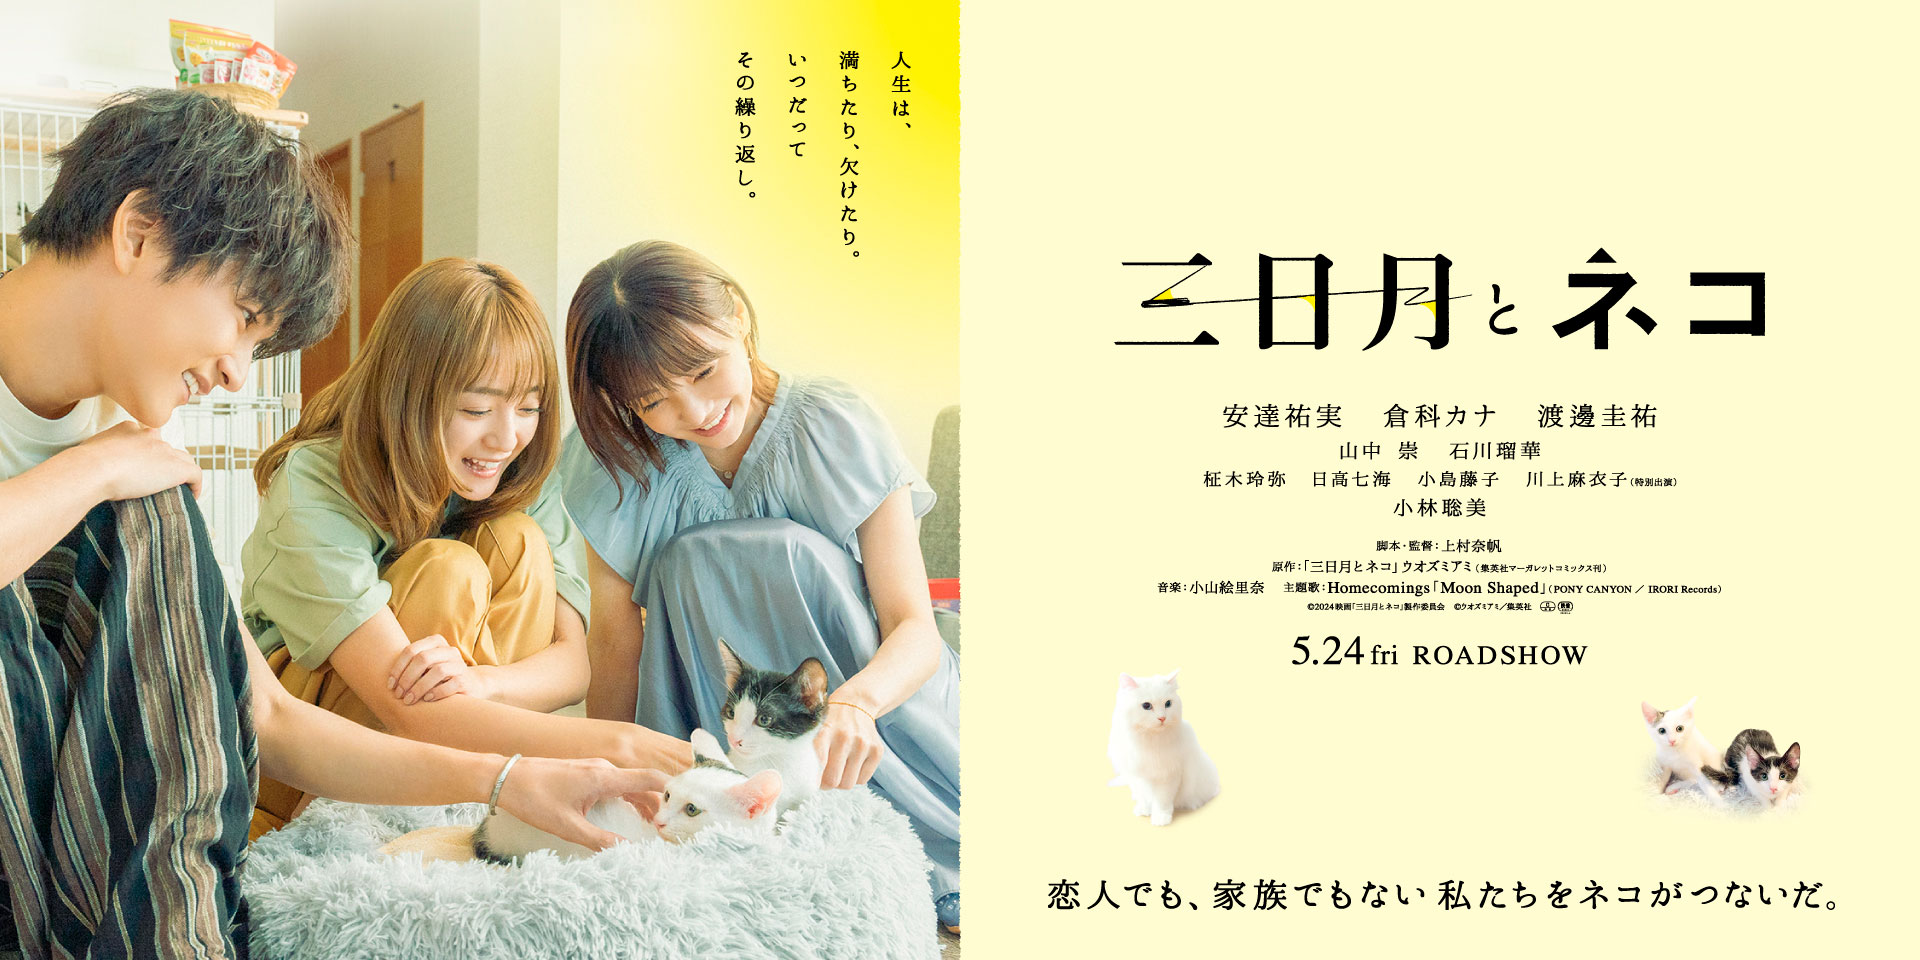 人生は、
満ちたり、欠けたり。
いつだって
その繰り返し。
三日月とネコ
安達祐実　倉科カナ　渡邊圭祐
山中 崇　石川瑠華
柾木玲弥　日高七海　小島藤子　川上麻衣子（特別出演）
小林聡美
脚本・監督：上村奈帆
原作：「三日月とネコ」ウオズミアミ（集英社マーガレットコミックス刊）
音楽：小山絵里奈　主題歌：Homecomings「Moon Shaped」（PONY CANYON ／ IRORI Records）
©2024映画「三日月とネコ」製作委員会　©ウオズミアミ／集英社
5.24 fri ROADSHOW
恋人でも、家族でもない 私たちをネコがつないだ。